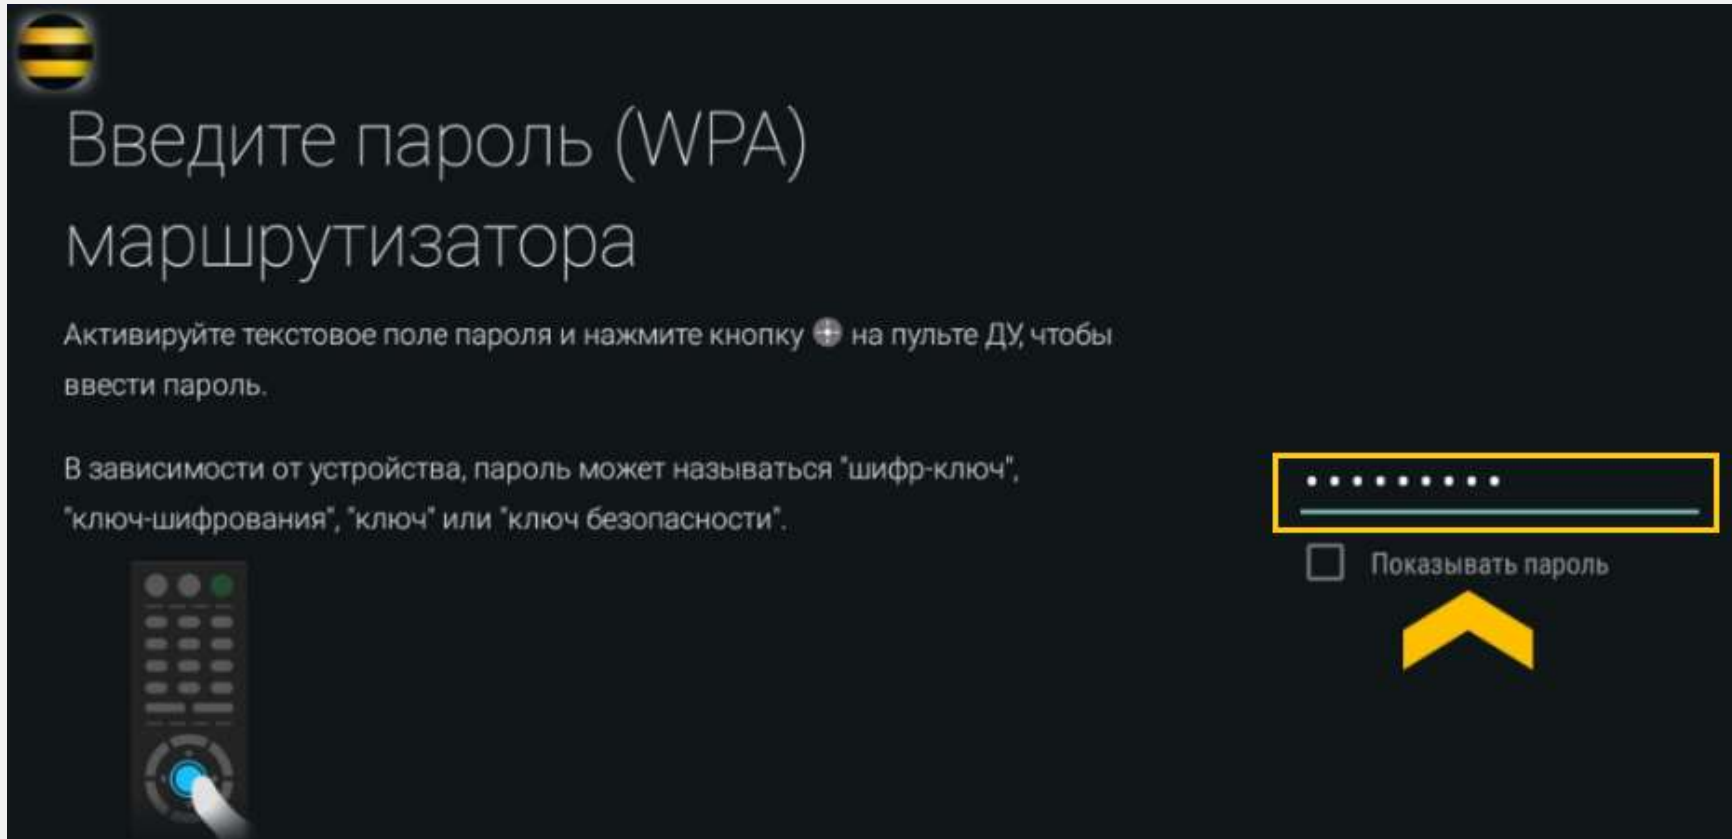 Введите пароль (WPA)
маршрутизатора
Активируйте текстовое поле пароля и нажмите кнопку на пульте ДУ, чтобы
ввести пароль.
В зависимости от устройства, пароль может называться "шифр-ключ",
"ключ-шифрования", "ключ" или "ключ безопасности".
•••••••••
Показывать пароль